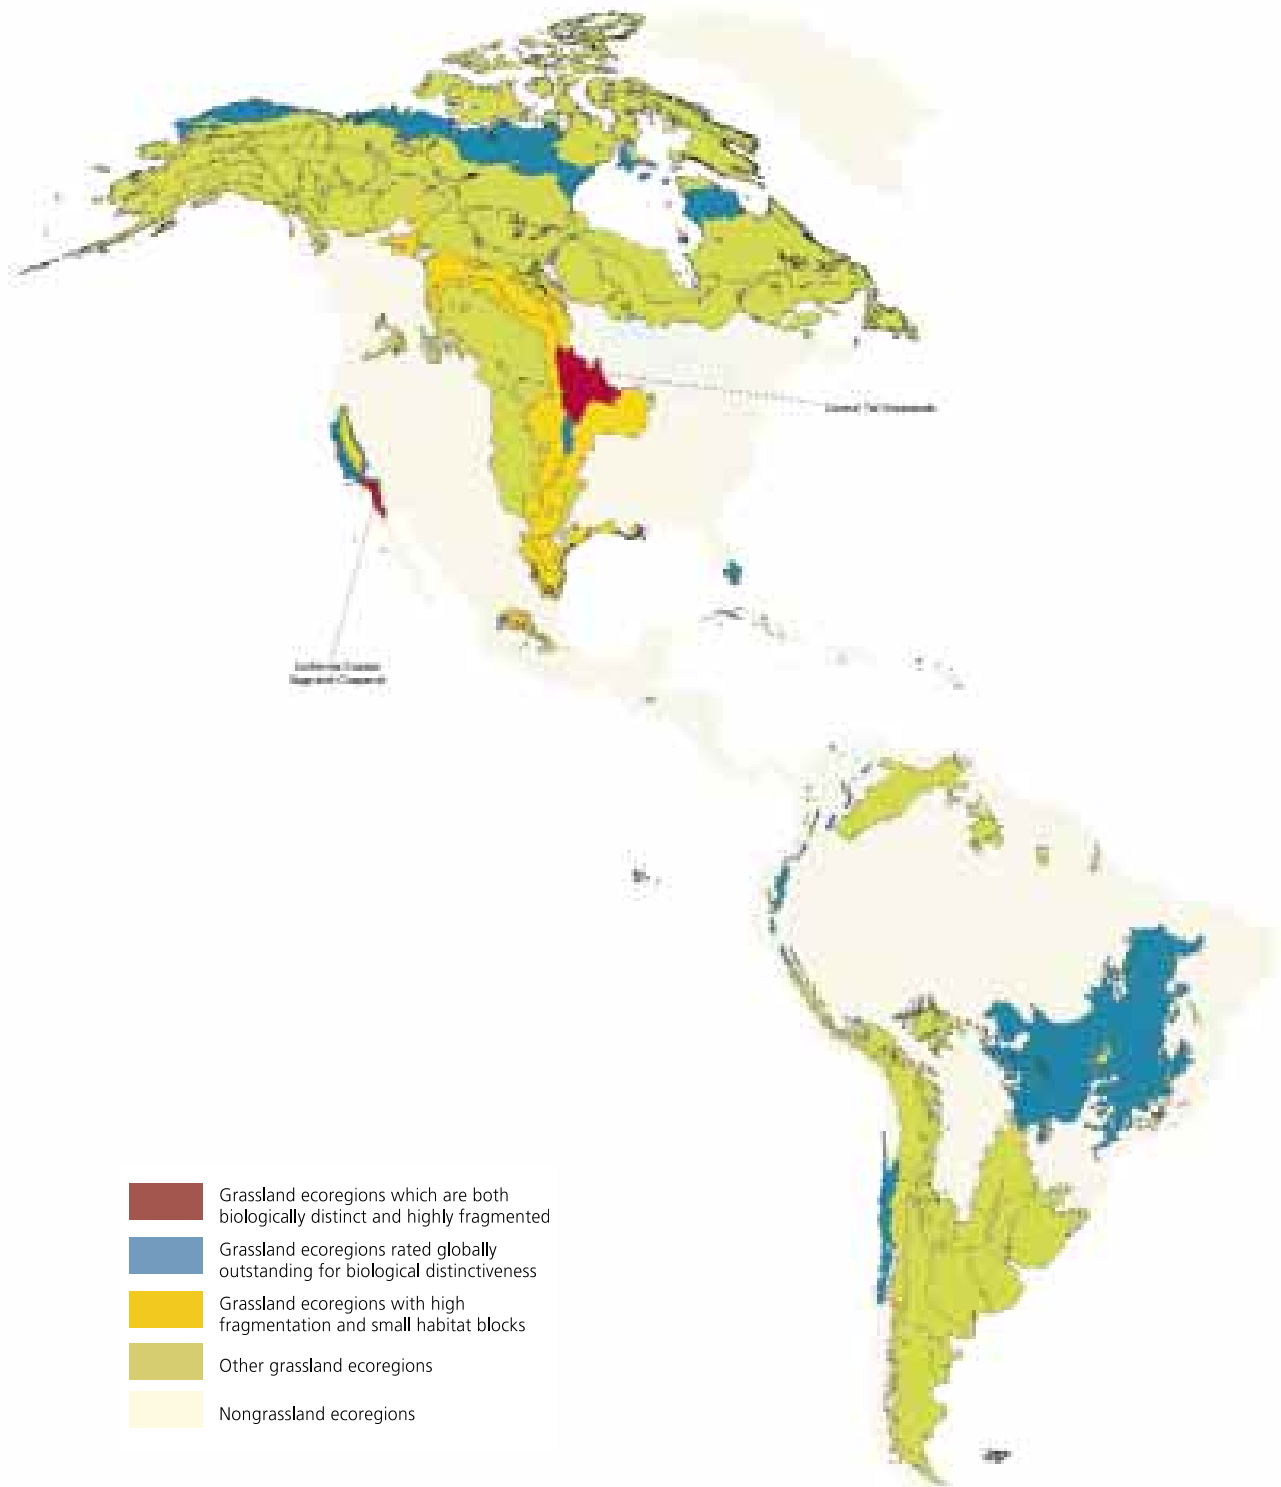 Grassland ecoregions which are both
biologically distinct and highly fragmented
Grassland ecoregions rated globally
outstanding for biological distinctiveness
Grassland ecoregions with high
fragmentation and small habitat blocks
Other grassland ecoregions
Nongrassland ecoregions